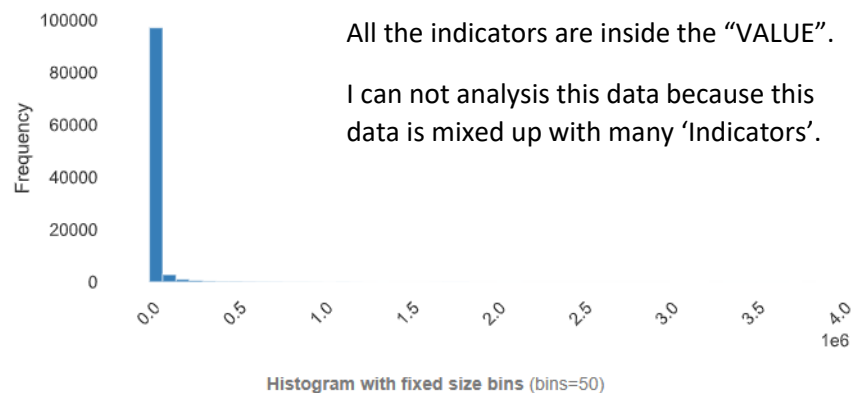 100000
All the indicators are inside the “VALUE”.
80000
I can not analysis this data because this
data is mixed up with many ‘Indicators’.
60000
Frequency
40000
20000
0
0.0 0.5 1.0 1.5 2.0 2.5 3.0 3.5 4.0
1e6
Histogram with fixed size bins (bins=50)